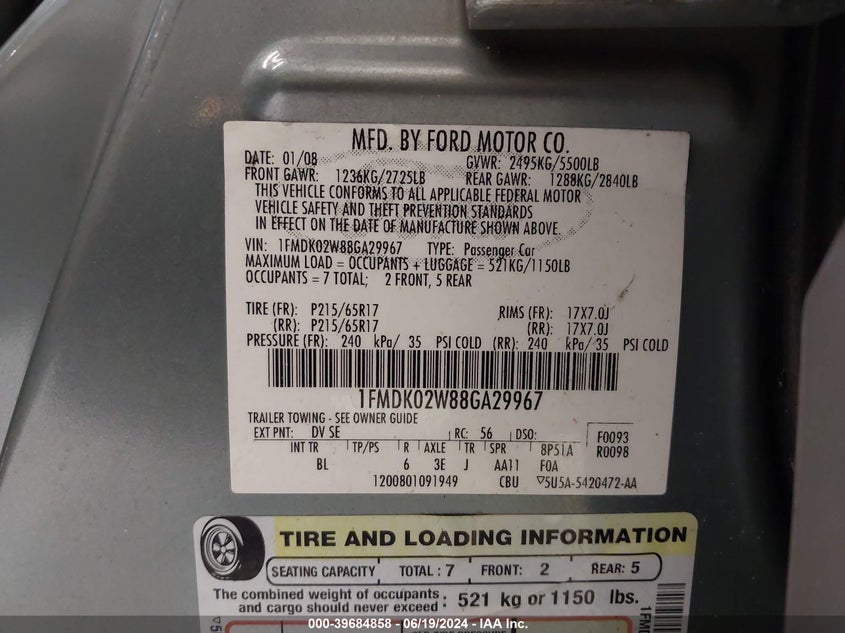 MFD. BY FORD MOTOR CO.
DATE: 01/08 GVWR: 2495KG/5500LB
FRONT GAWR: 1236KG/2725LB REAR GAWR: 1288KG/2840LB
THIS VEHICLE CONFORMS TO ALL APPLICABLE FEDERAL MOTOR
VEHICLE SAFETY AND THEFT PREVENTION STANDARDS
IN EFFECT ON THE DATE OF MANUFACTURE SHOWN ABOVE.
VIN: 1FMDK02W88GA29967 TYPE: Passenger Car
MAXIMUM LOAD = OCCUPANTS + LUGGAGE = 521KG/1150LB
OCCUPANTS = 7 TOTAL; 2 FRONT, 5 REAR
TIRE (FR): P215/65R17 RIMS (FR): 17X7.0J
(RR): P215/65R17 (RR): 17X7.0J
PRESSURE (FR): 240 kPa/ 35 PSI COLD (RR): 240 kPa/ 35 PSI COLD
1FMDK02W88GA29967
TRAILER TOWING - SEE OWNER GUIDE
EXT PNT: DV SE RC: 56 DSO: F0093
INT TR TP/PS R AXLE TR SPR 8P51A R0098
BL 6 3E J AA11 F0A
1200801091949 CBU ▽5U5A-5420472-AA
TIRE AND LOADING INFORMATION
SEATING CAPACITY TOTAL : 7 FRONT: 2 REAR: 5
The combined weight of occupants
and cargo should never exceed : 521 kg or 1150 lbs.
000-39684858 - 06/19/2024 - IAA Inc.